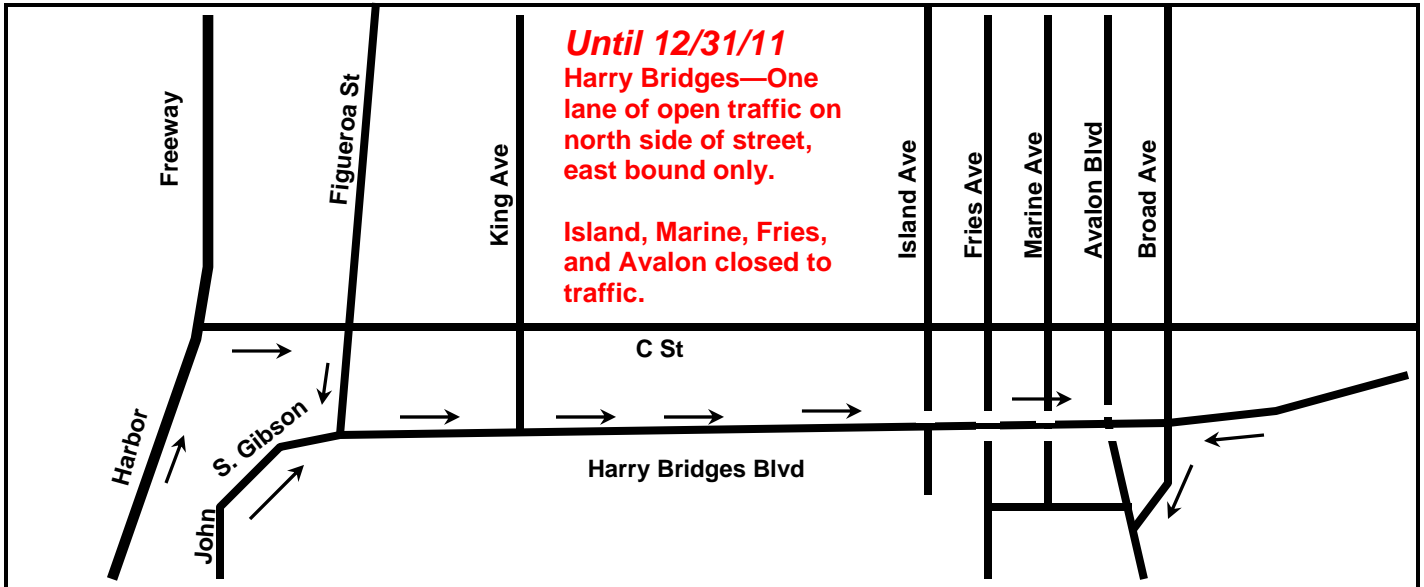 Until 12/31/11
Harry Bridges—One
lane of open traffic on
north side of street,
east bound only.
Island, Marine, Fries,
and Avalon closed to
traffic.
Freeway
Figueroa St
King Ave
Island Ave
Fries Ave
Marine Ave
Avalon Blvd
Broad Ave
C St
Harbor
S. Gibson
John
Harry Bridges Blvd